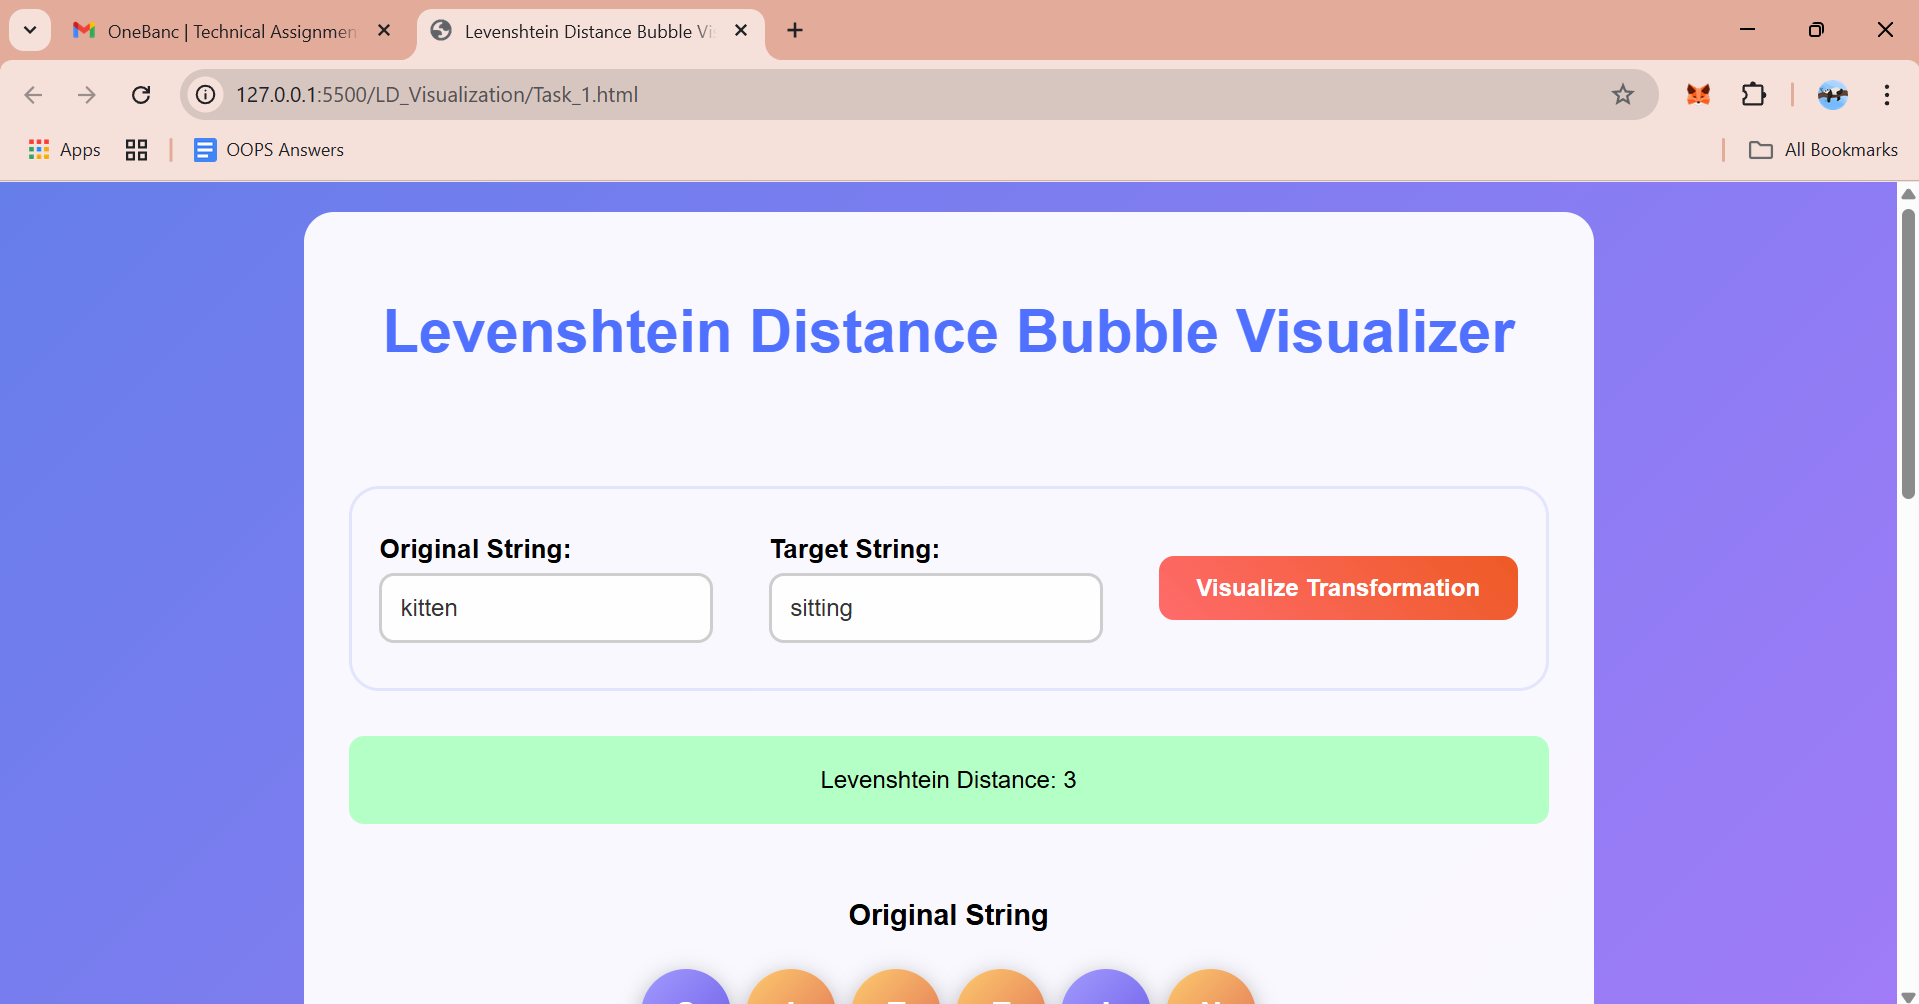 OneBanc | Technical Assignmen
Levenshtein Distance Bubble Vi
127.0.0.1:5500/LD_Visualization/Task_1.html
Apps
OOPS Answers
All Bookmarks
Levenshtein Distance Bubble Visualizer
Original String:
Target String:
kitten
sitting
Visualize Transformation
Levenshtein Distance: 3
Original String